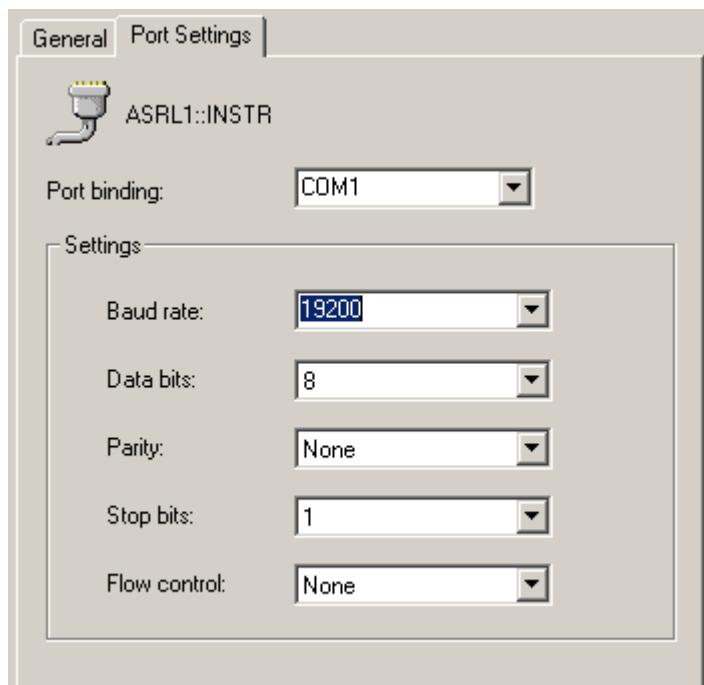 General Port Settings
ASRL1::INSTR
Port binding: COM1
Settings
Baud rate: 19200
Data bits: 8
Parity: None
Stop bits: 1
Flow control: None